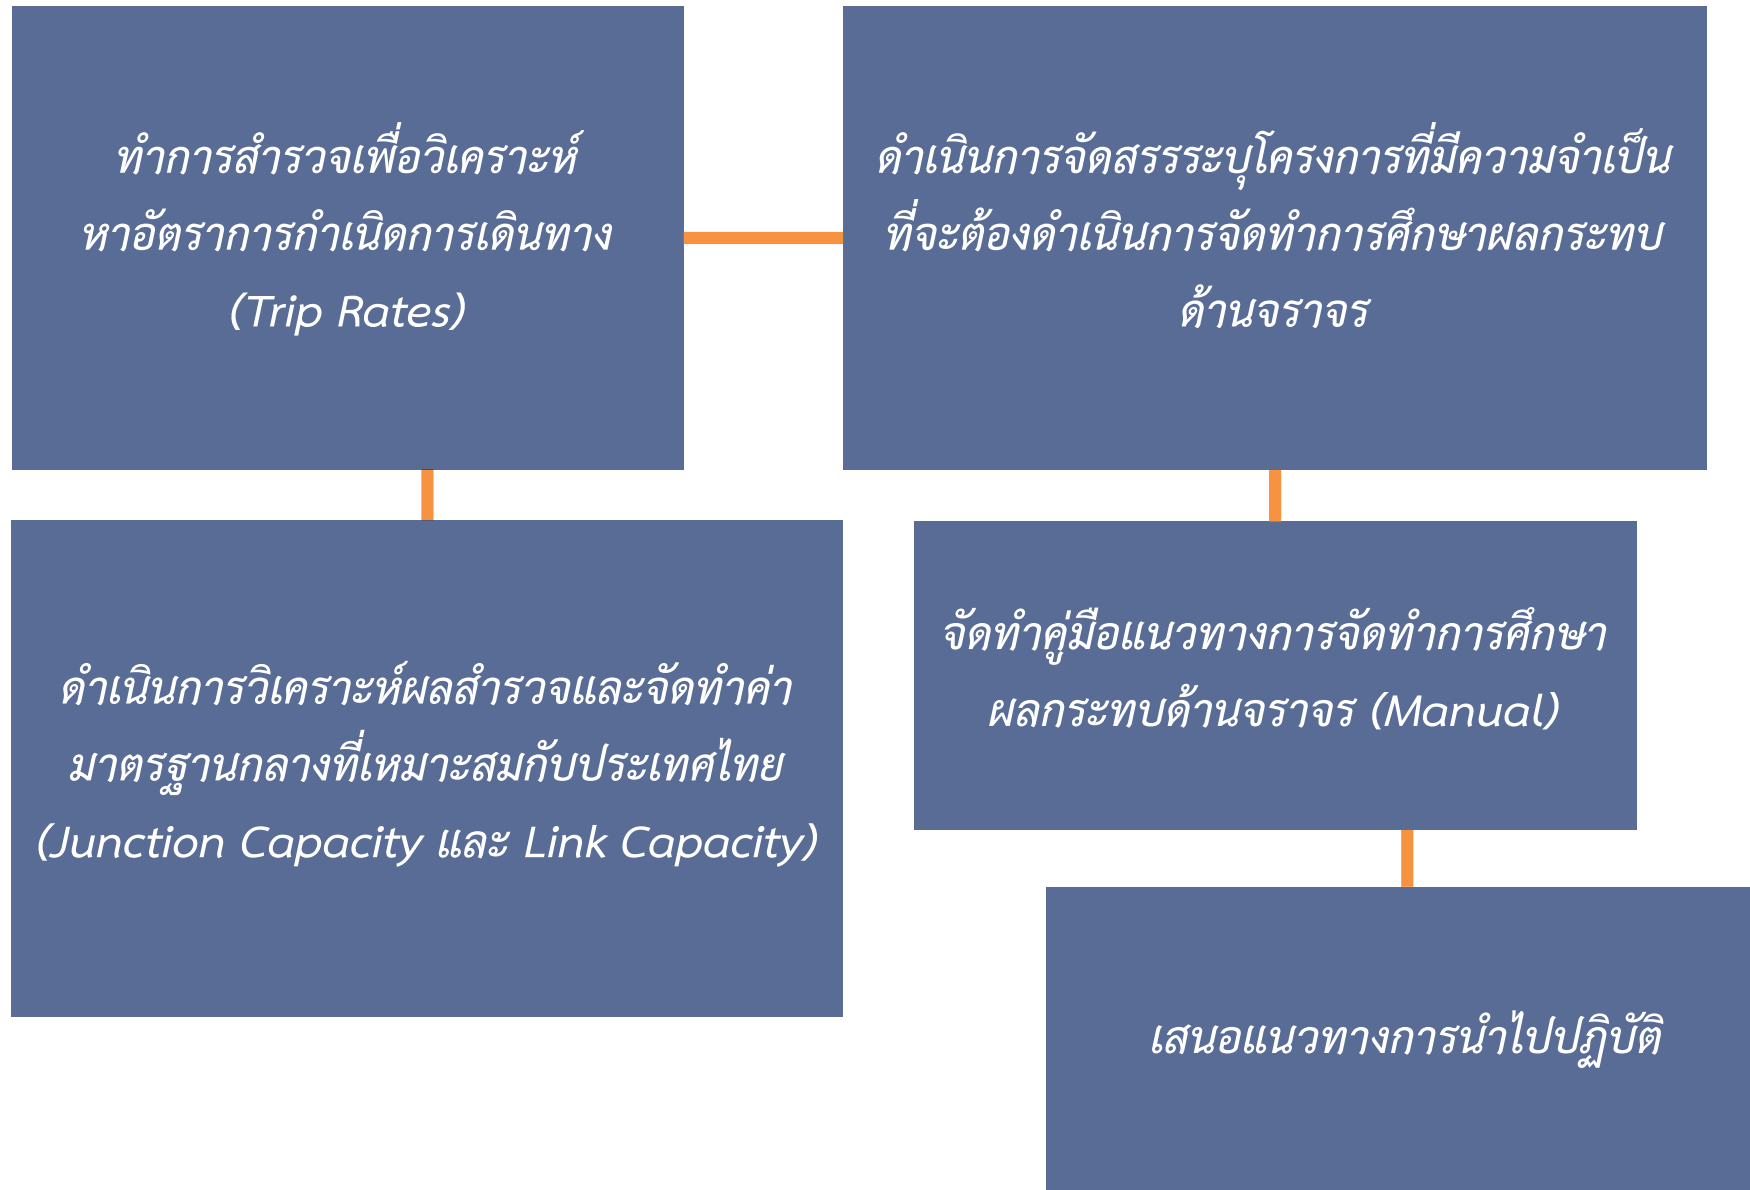 ทำการสำรวจเพื่อวิเคราะห์
หาอัตราการกำเนิดการเดินทาง
(Trip Rates)
ดำเนินการจัดสรรระบุโครงการที่มีความจำเป็น
ที่จะต้องดำเนินการจัดทำการศึกษาผลกระทบ
ด้านจราจร
ดำเนินการวิเคราะห์ผลสำรวจและจัดทำค่า
มาตรฐานกลางที่เหมาะสมกับประเทศไทย
(Junction Capacity และ Link Capacity)
จัดทำคู่มือแนวทางการจัดทำการศึกษา
ผลกระทบด้านจราจร (Manual)
เสนอแนวทางการนำไปปฏิบัติ